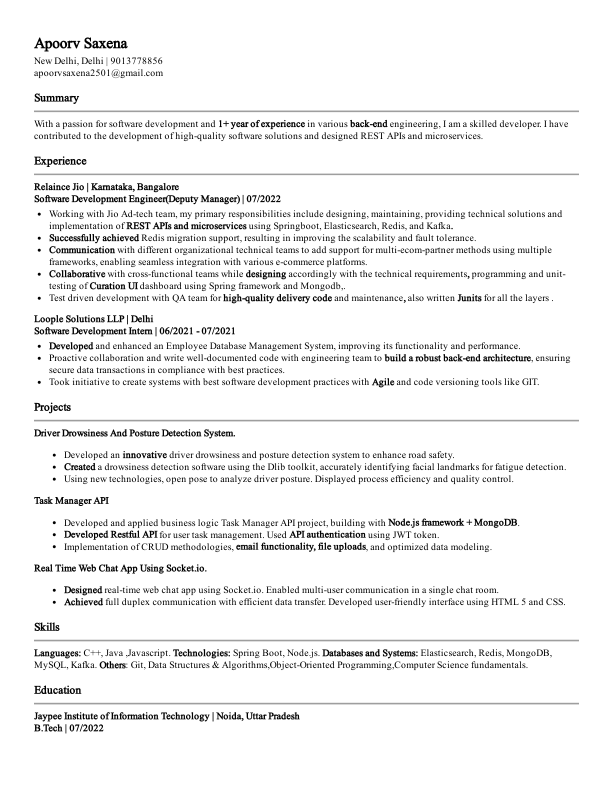 Apoorv Saxena
New Delhi, Delhi | 9013778856
apoorvsaxena2501@gmail.com
Summary
With a passion for software development and 1+ year of experience in various back-end engineering, I am a skilled developer. I have
contributed to the development of high-quality software solutions and designed REST APIs and microservices.
Experience
Relaince Jio | Karnataka, Bangalore
Software Development Engineer(Deputy Manager) | 07/2022
• Working with Jio Ad-tech team, my primary responsibilities include designing, maintaining, providing technical solutions and
implementation of REST APIs and microservices using Springboot, Elasticsearch, Redis, and Kafka.
• Successfully achieved Redis migration support, resulting in improving the scalability and fault tolerance.
• Communication with different organizational technical teams to add support for multi-ecom-partner methods using multiple
frameworks, enabling seamless integration with various e-commerce platforms.
• Collaborative with cross-functional teams while designing accordingly with the technical requirements, programming and unit-
testing of Curation UI dashboard using Spring framework and Mongodb,.
• Test driven development with QA team for high-quality delivery code and maintenance, also written Junits for all the layers .
Loople Solutions LLP | Delhi
Software Development Intern | 06/2021 - 07/2021
• Developed and enhanced an Employee Database Management System, improving its functionality and performance.
• Proactive collaboration and write well-documented code with engineering team to build a robust back-end architecture, ensuring
secure data transactions in compliance with best practices.
• Took initiative to create systems with best software development practices with Agile and code versioning tools like GIT.
Projects
Driver Drowsiness And Posture Detection System.
• Developed an innovative driver drowsiness and posture detection system to enhance road safety.
• Created a drowsiness detection software using the Dlib toolkit, accurately identifying facial landmarks for fatigue detection.
• Using new technologies, open pose to analyze driver posture. Displayed process efficiency and quality control.
Task Manager API
• Developed and applied business logic Task Manager API project, building with Node.js framework + MongoDB.
• Developed Restful API for user task management. Used API authentication using JWT token.
• Implementation of CRUD methodologies, email functionality, file uploads, and optimized data modeling.
Real Time Web Chat App Using Socket.io.
• Designed real-time web chat app using Socket.io. Enabled multi-user communication in a single chat room.
• Achieved full duplex communication with efficient data transfer. Developed user-friendly interface using HTML 5 and CSS.
Skills
Languages: C++, Java ,Javascript. Technologies: Spring Boot, Node.js. Databases and Systems: Elasticsearch, Redis, MongoDB,
MySQL, Kafka. Others: Git, Data Structures & Algorithms,Object-Oriented Programming,Computer Science fundamentals.
Education
Jaypee Institute of Information Technology | Noida, Uttar Pradesh
B.Tech | 07/2022